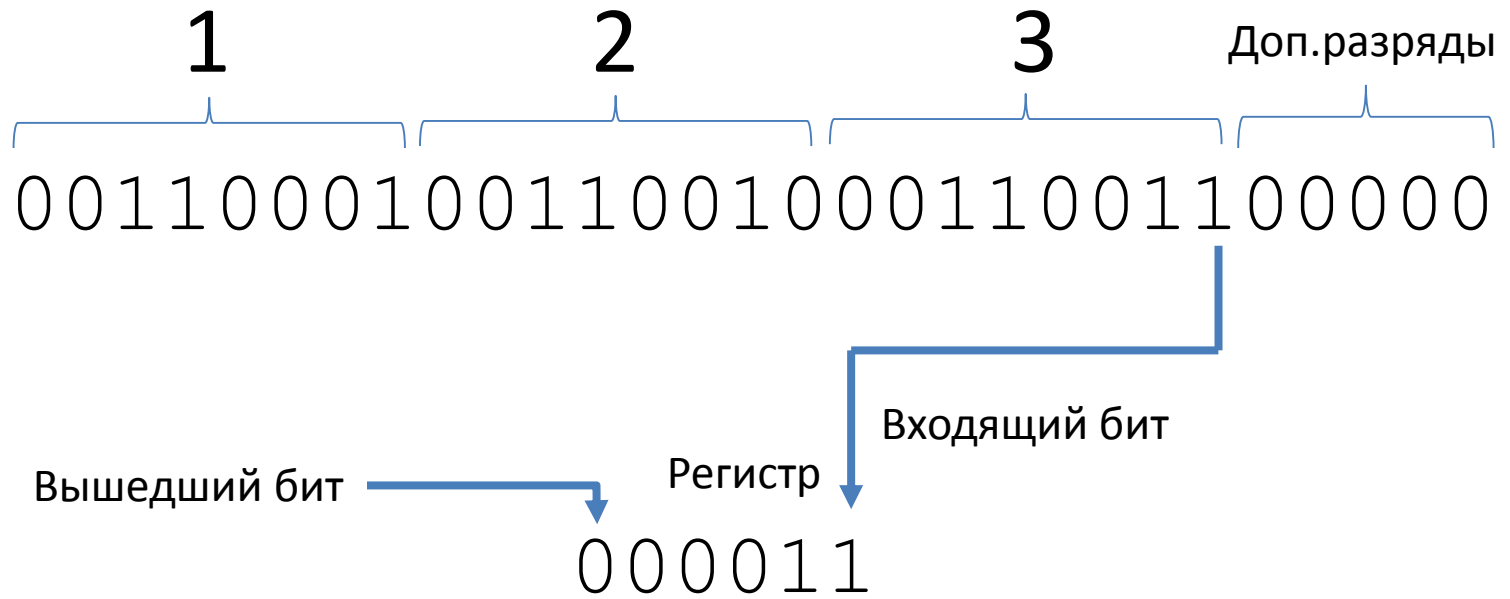 1 2 3 Доп.разряды
00110001001100100011001100000
Входящий бит
Вышедший бит
Регистр
000011